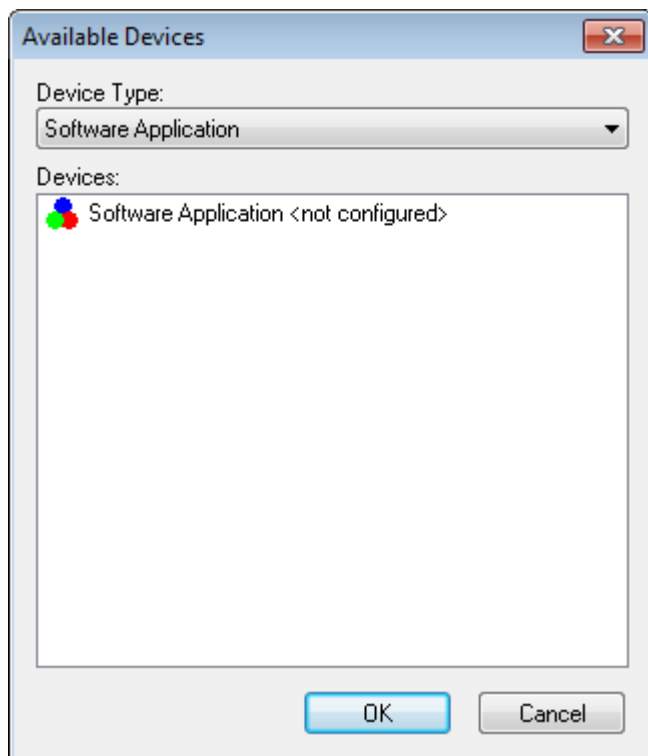 Available Devices
Device Type:
Software Application
Devices:
Software Application <not configured>
OK
Cancel